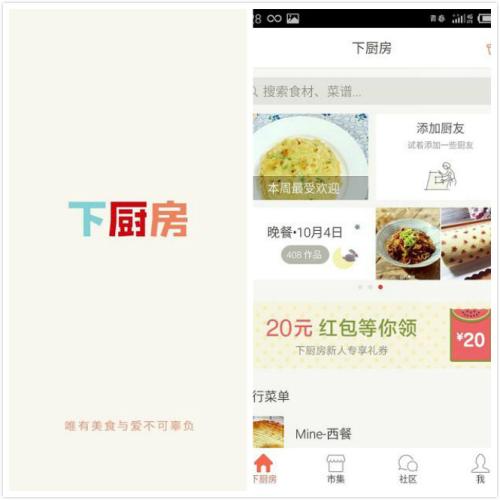 下厨房
唯有美食与爱不可辜负
下厨房
搜索食材、菜谱...
本周最受欢迎
添加厨友
试着添加一些厨友
晚餐•10月4日
408 作品
20元 红包等你领
下厨房新人专享礼券
¥20
行菜单
Mine-西餐
下厨房
市集
社区
我